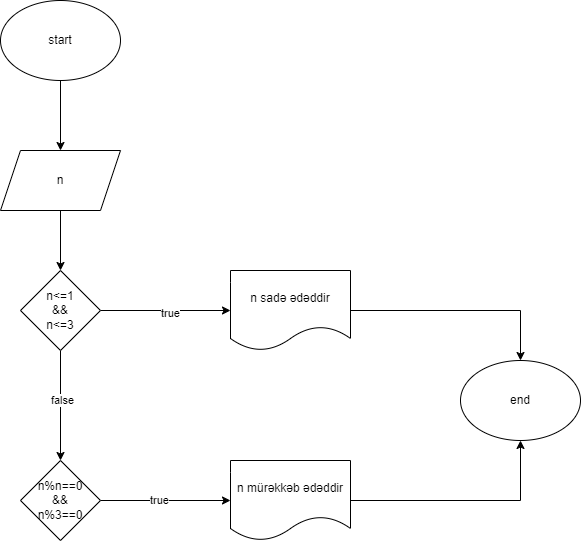 start
n
n<=1
&&
n<=3
true
n sadə ədəddir
false
end
n%n==0
&&
n%3==0
true
n mürəkkəb ədəddir